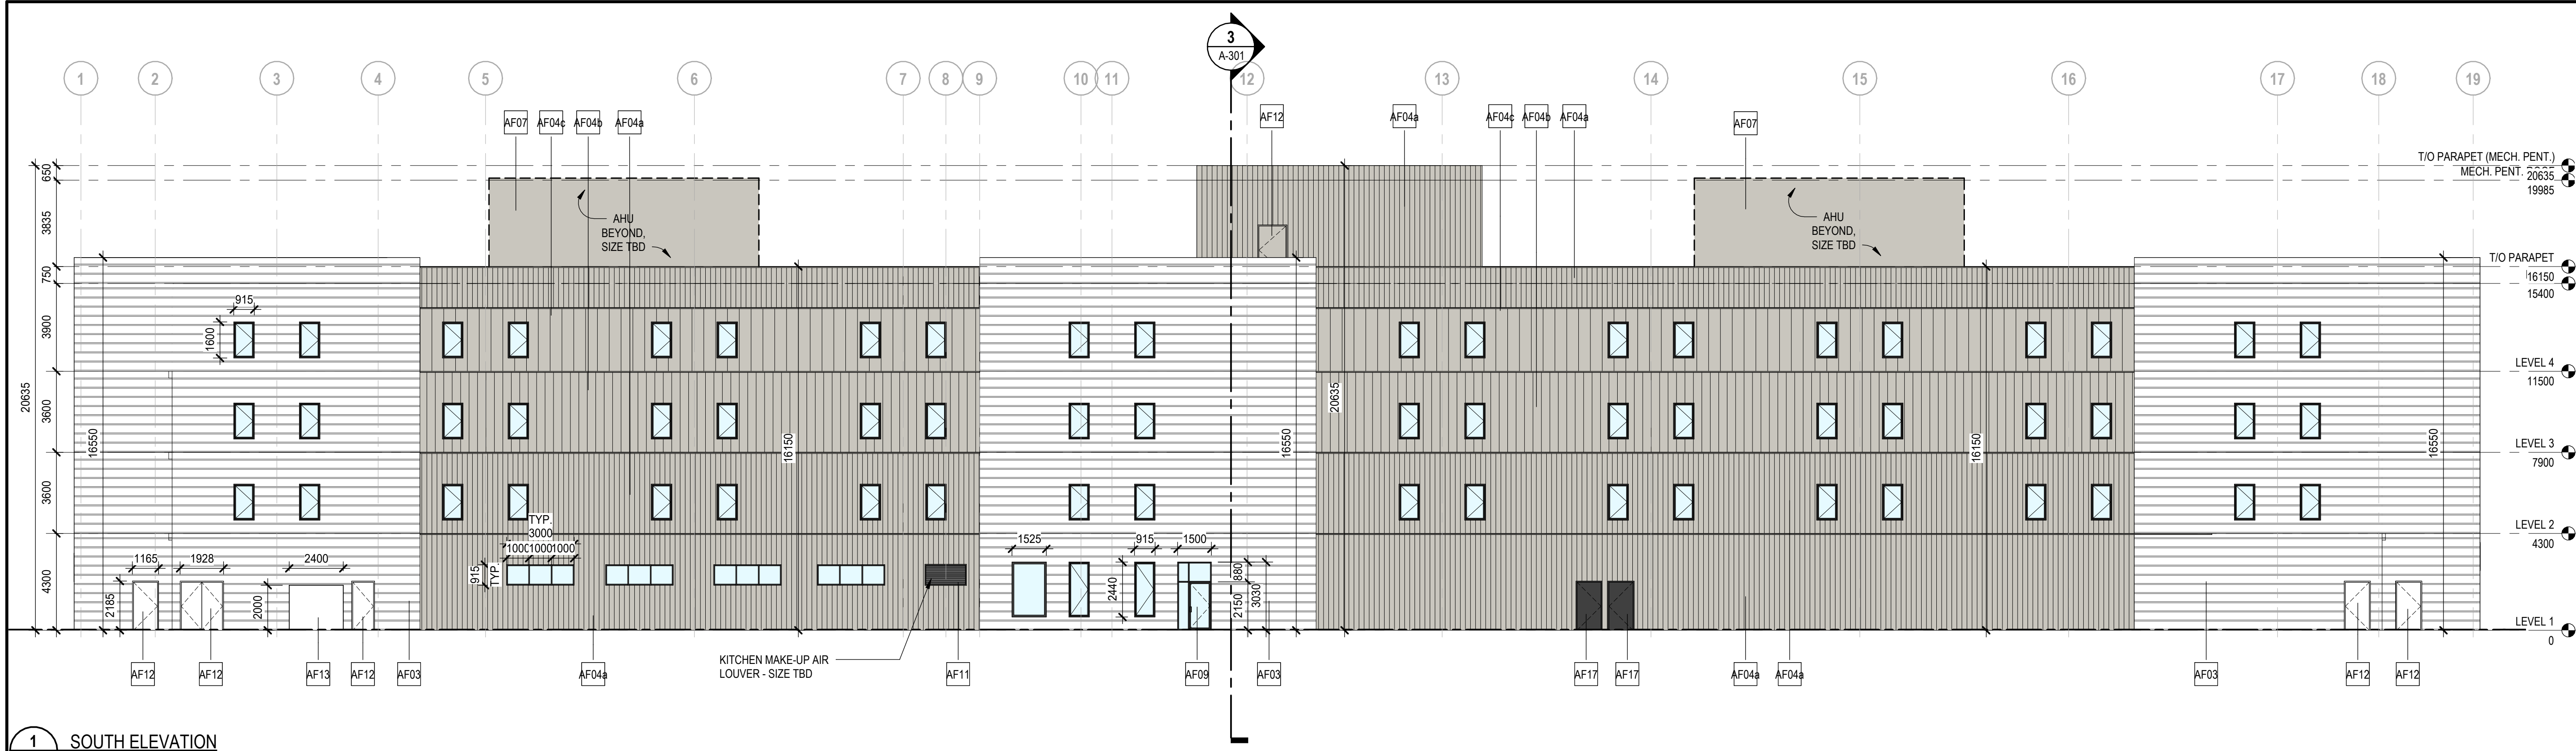 3
A-301
1
2
3
4
5
6
7
8
9
10
11
12
13
14
15
16
17
18
19
AF07
AF04c
AF04b
AF04a
AF12
AF04a
AF04c
AF04b
AF04a
AF07
T/O PARAPET (MECH. PENT.)
20635
MECH. PENT.
19985
T/O PARAPET
16150
15400
LEVEL 4
11500
LEVEL 3
7900
LEVEL 2
4300
LEVEL 1
0
650
3835
750
3900
3600
3600
4300
20635
16550
AHU
BEYOND,
SIZE TBD
AHU
BEYOND,
SIZE TBD
915
1600
16150
16550
20635
16150
16550
1165
1928
2400
2185
2000
TYP.
3000
1000
1000
1000
915
TYP.
1525
915
1500
2440
880
2150
3030
AF12
AF12
AF13
AF12
AF03
AF04a
KITCHEN MAKE-UP AIR
LOUVER - SIZE TBD
AF11
AF09
AF03
AF17
AF17
AF04a
AF04a
AF03
AF12
AF12
1
SOUTH ELEVATION